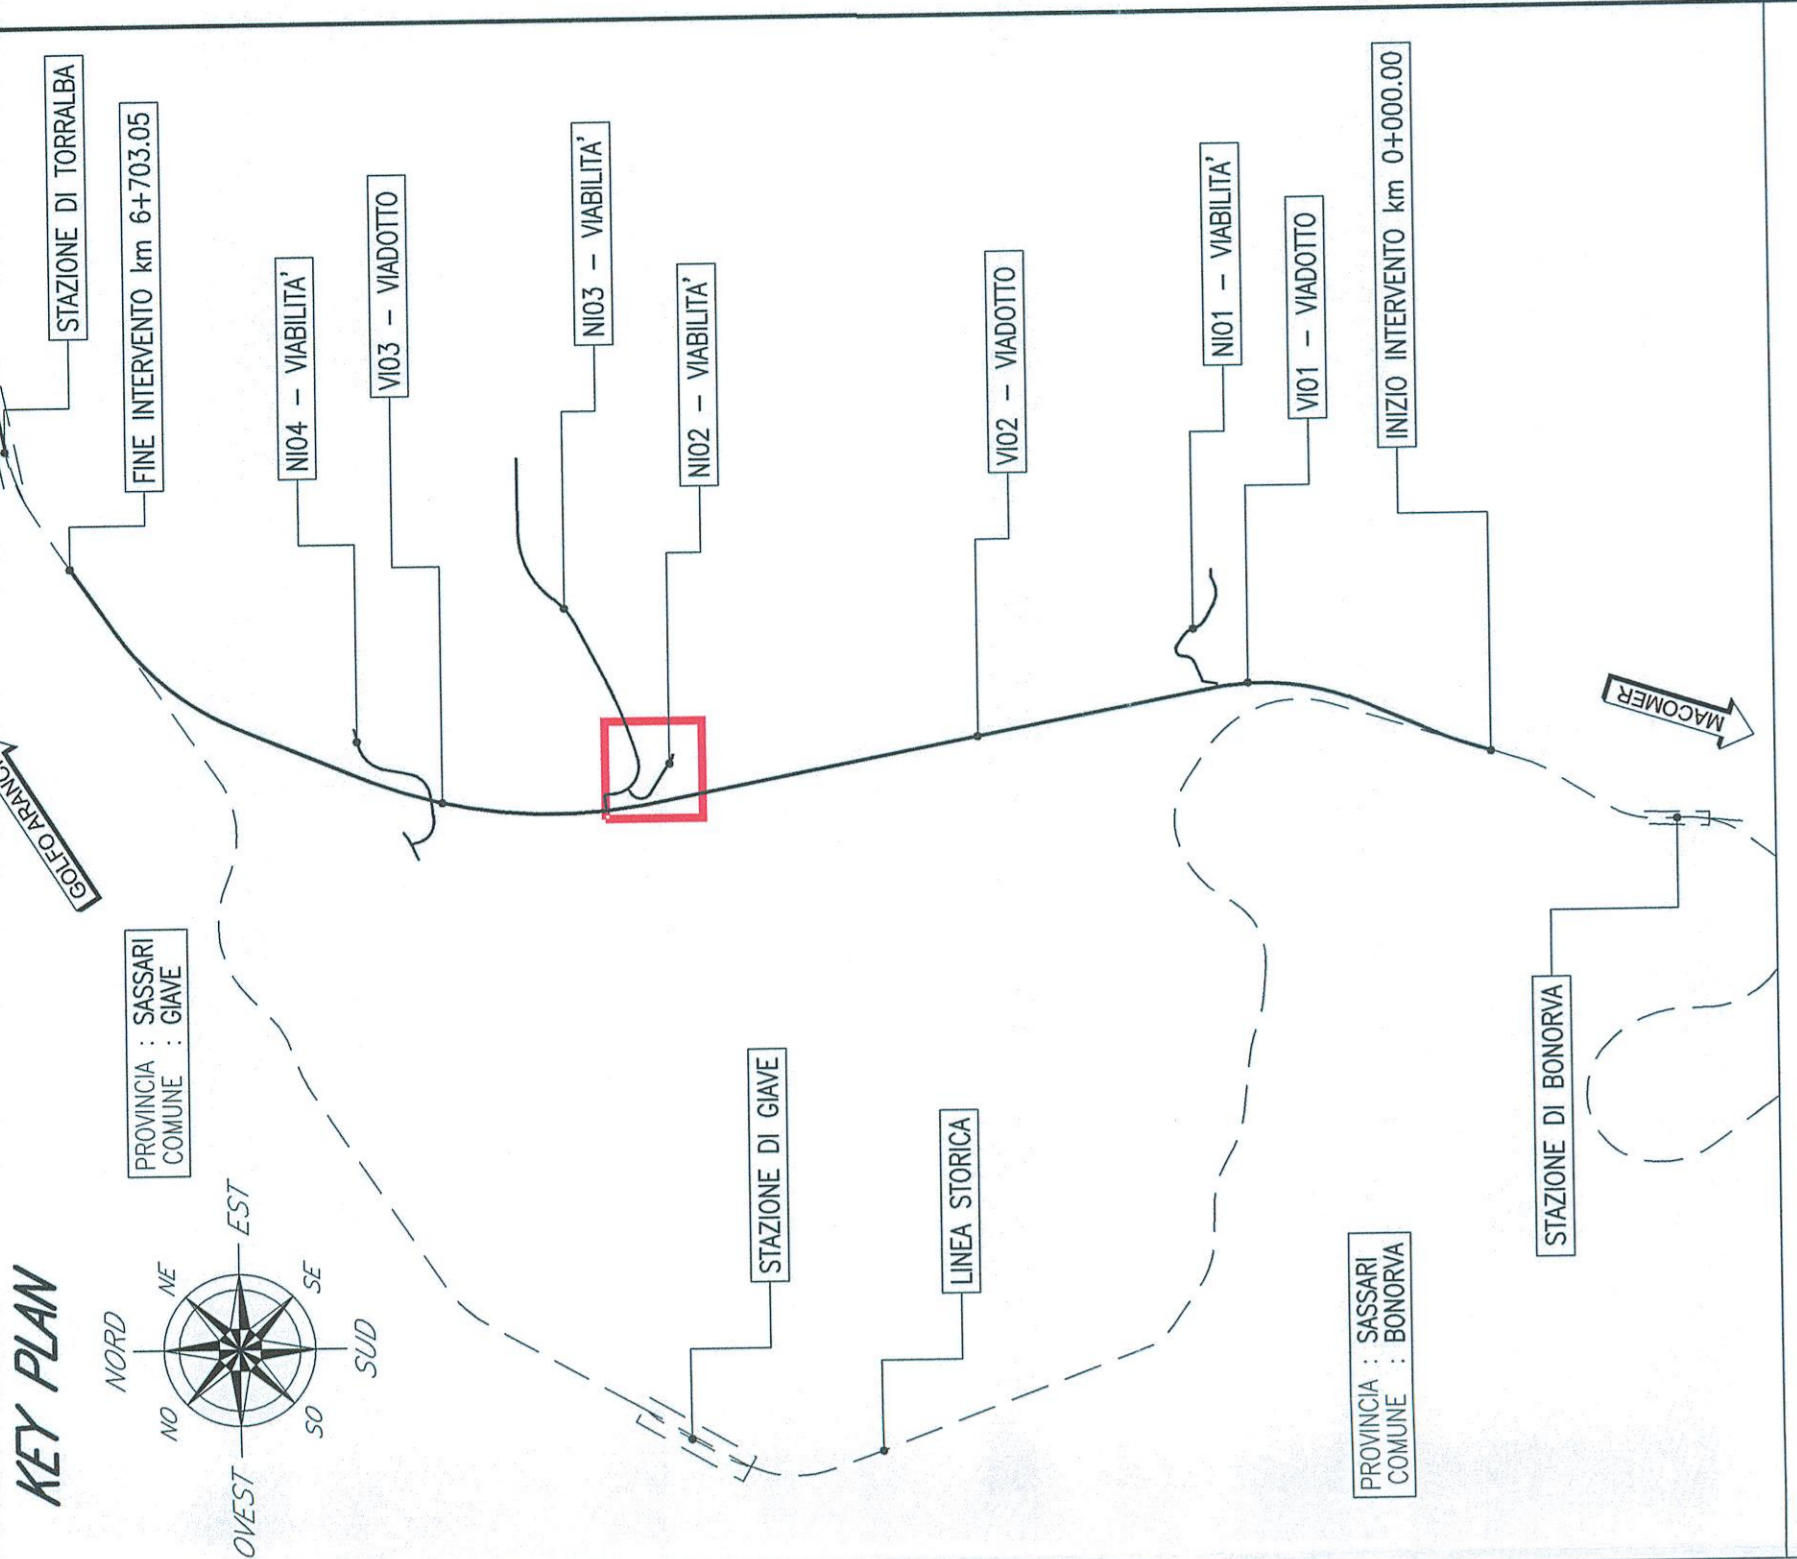 KEY PLAN
NORD
NO
NE
OVEST
EST
SO
SE
SUD
PROVINCIA : SASSARI
COMUNE : GIAVE
STAZIONE DI TORRALBA
FINE INTERVENTO km 6+703.05
NI04 - VIABILITA'
VI03 - VIADOTTO
NI03 - VIABILITA'
NI02 - VIABILITA'
VI02 - VIADOTTO
NI01 - VIABILITA'
VI01 - VIADOTTO
INIZIO INTERVENTO km 0+000.00
MACOMER
STAZIONE DI GIAVE
LINEA STORICA
PROVINCIA : SASSARI
COMUNE : BONORVA
STAZIONE DI BONORVA
GOLFO ARANC